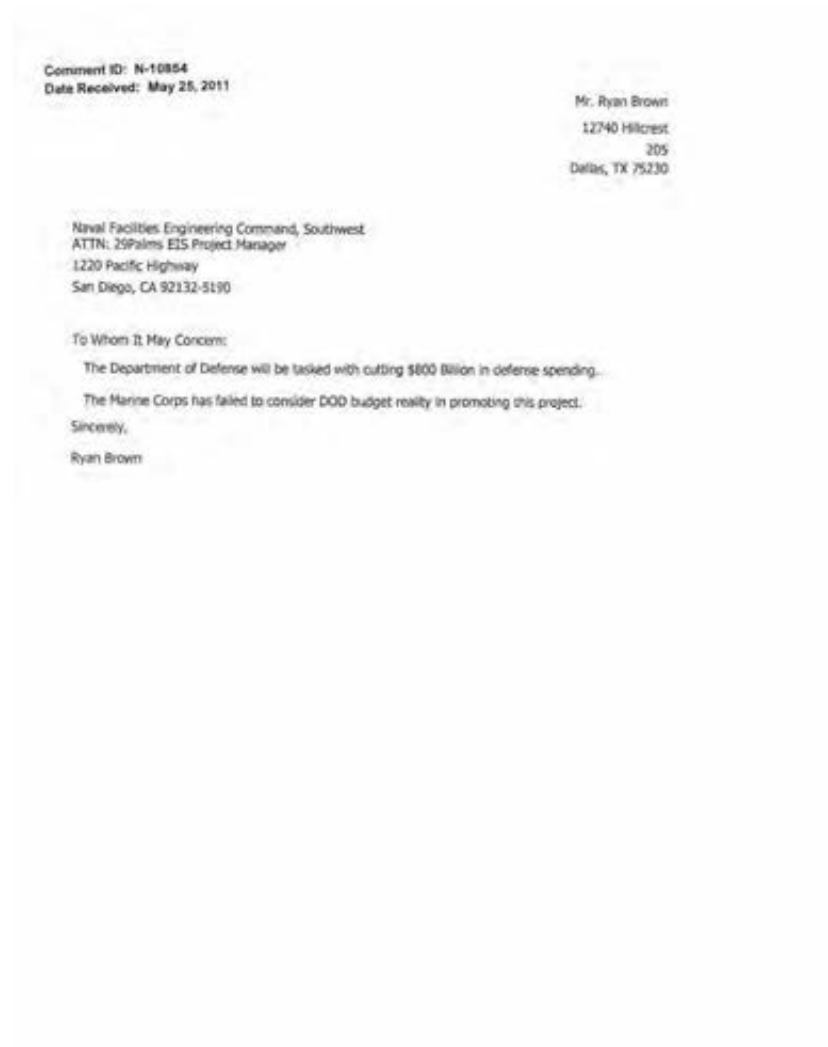 Comment ID: N-10854
Date Received: May 25, 2011
Mr. Ryan Brown
12740 Hillcrest
205
Dallas, TX 75230
Naval Facilities Engineering Command, Southwest
ATTN: 29Palms EIS Project Manager
1220 Pacific Highway
San Diego, CA 92132-5190
To Whom It May Concern:
The Department of Defense will be tasked with cutting $800 Billion in defense spending.
The Marine Corps has failed to consider DOD budget reality in promoting this project.
Sincerely,
Ryan Brown